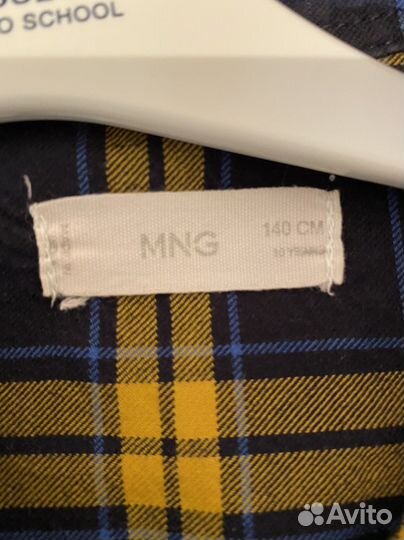 O SCHOOL
MNG
140 CM
10 YEARS
Avito